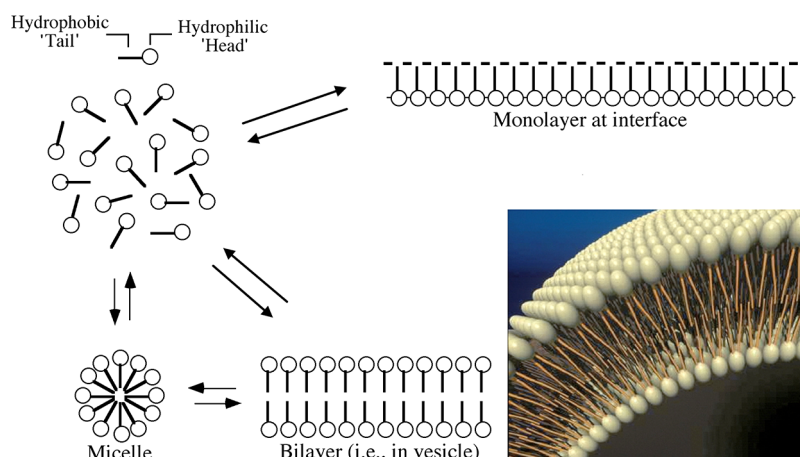 Hydrophobic
'Tail'
Hydrophilic
'Head'
Monolayer at interface
Micelle
Bilayer (i.e., in vesicle)